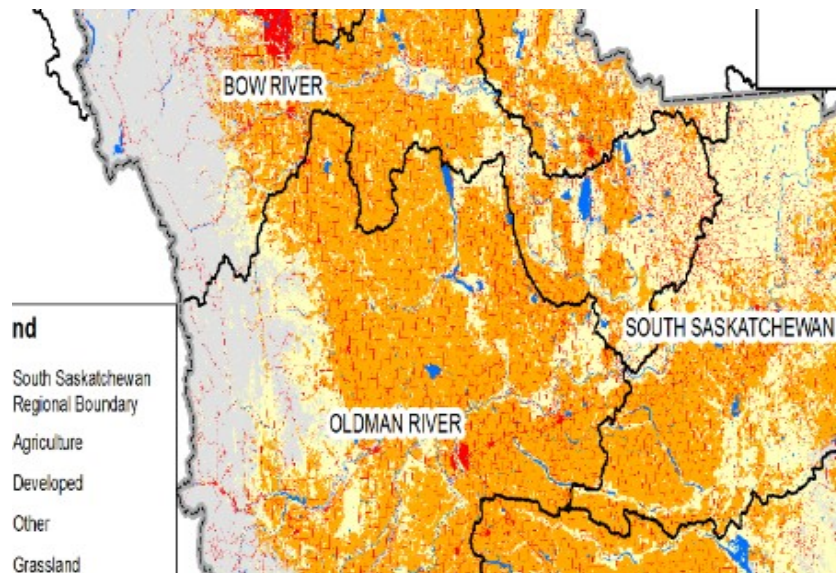 BOW RIVER
SOUTH SASKATCHEWAN
nd
South Saskatchewan
Regional Boundary
Agriculture
OLDMAN RIVER
Developed
Other
Grassland